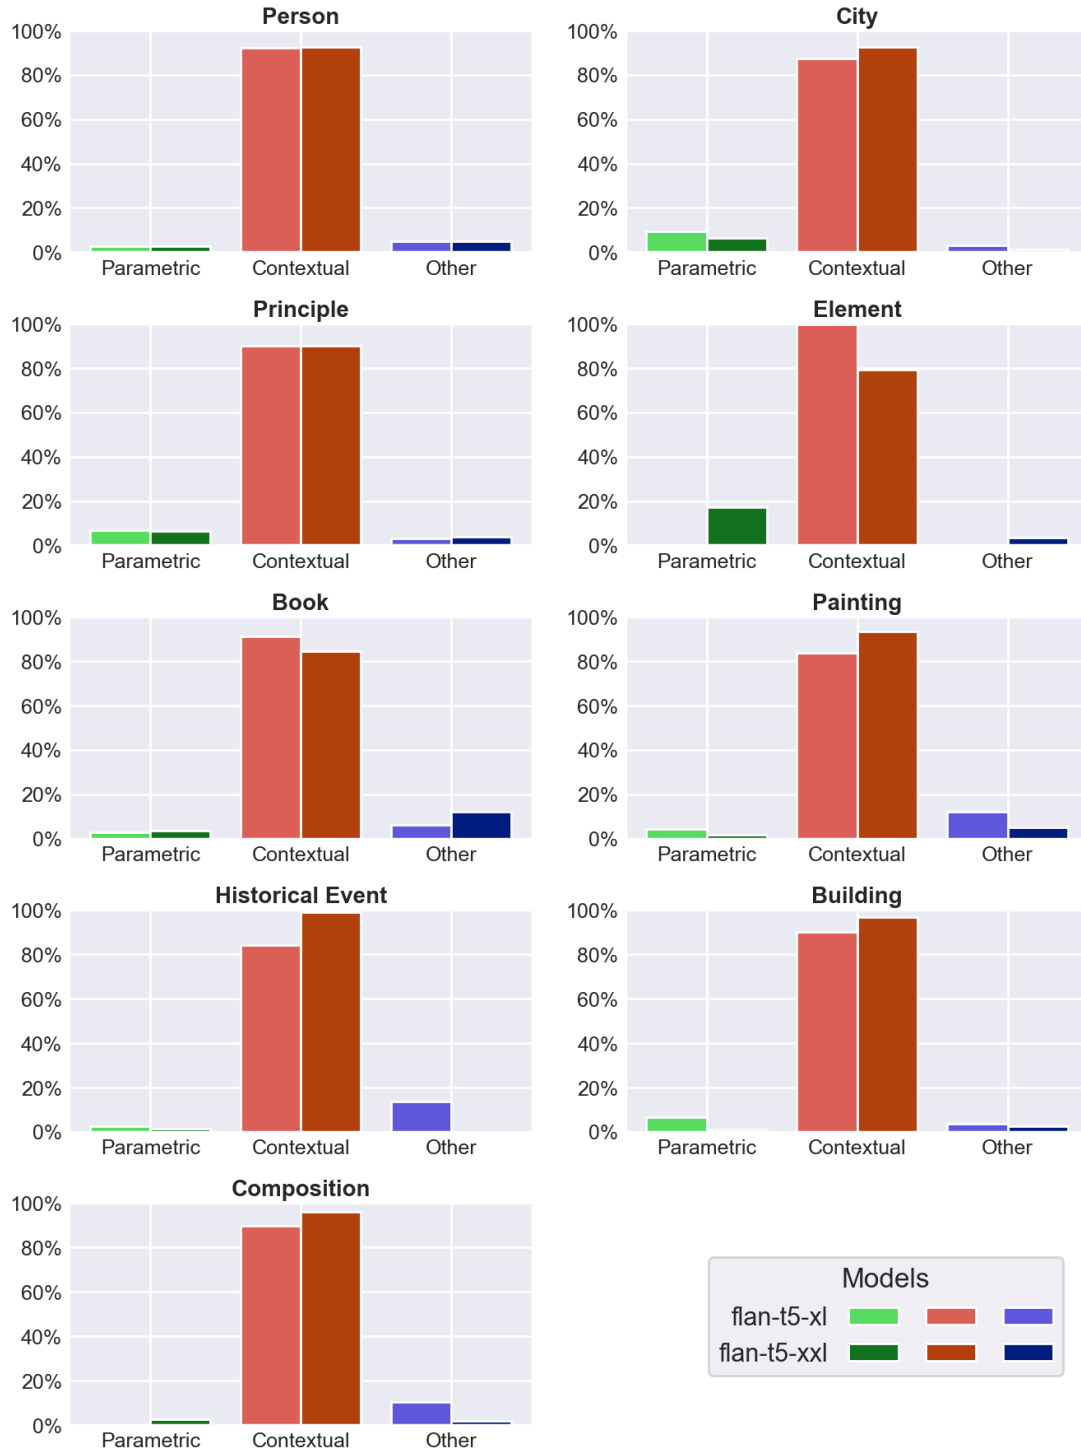 Person
100%
80%
60%
40%
20%
0%
Parametric Contextual Other
City
100%
80%
60%
40%
20%
0%
Parametric Contextual Other
Principle
100%
80%
60%
40%
20%
0%
Parametric Contextual Other
Element
100%
80%
60%
40%
20%
0%
Parametric Contextual Other
Book
100%
80%
60%
40%
20%
0%
Parametric Contextual Other
Painting
100%
80%
60%
40%
20%
0%
Parametric Contextual Other
Historical Event
100%
80%
60%
40%
20%
0%
Parametric Contextual Other
Building
100%
80%
60%
40%
20%
0%
Parametric Contextual Other
Composition
100%
80%
60%
40%
20%
0%
Parametric Contextual Other
Models
flan-t5-xl
flan-t5-xxl